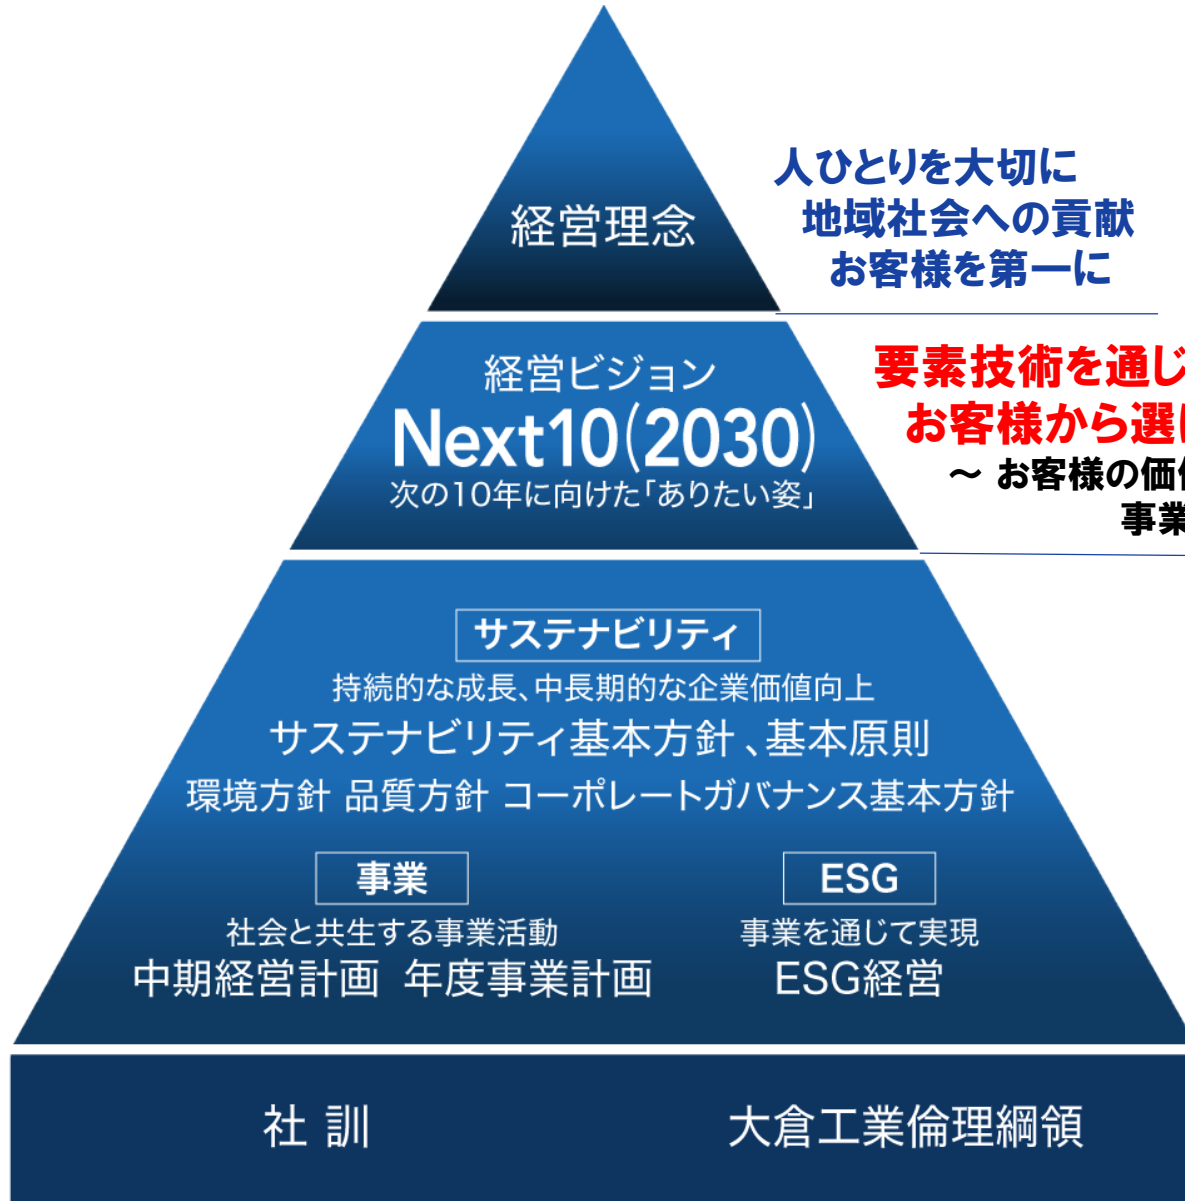 経営理念
人ひとりを大切に
地域社会への貢献
お客様を第一に
経営ビジョン
Next10(2030)
次の10年に向けた「ありたい姿」
要素技術を通じ
お客様から選
～ お客様の価
事業
サステナビリティ
持続的な成長、中長期的な企業価値向上
サステナビリティ基本方針、基本原則
環境方針 品質方針 コーポレートガバナンス基本方針
事業
社会と共生する事業活動
中期経営計画 年度事業計画
ESG
事業を通じて実現
ESG経営
社 訓
大倉工業倫理綱領